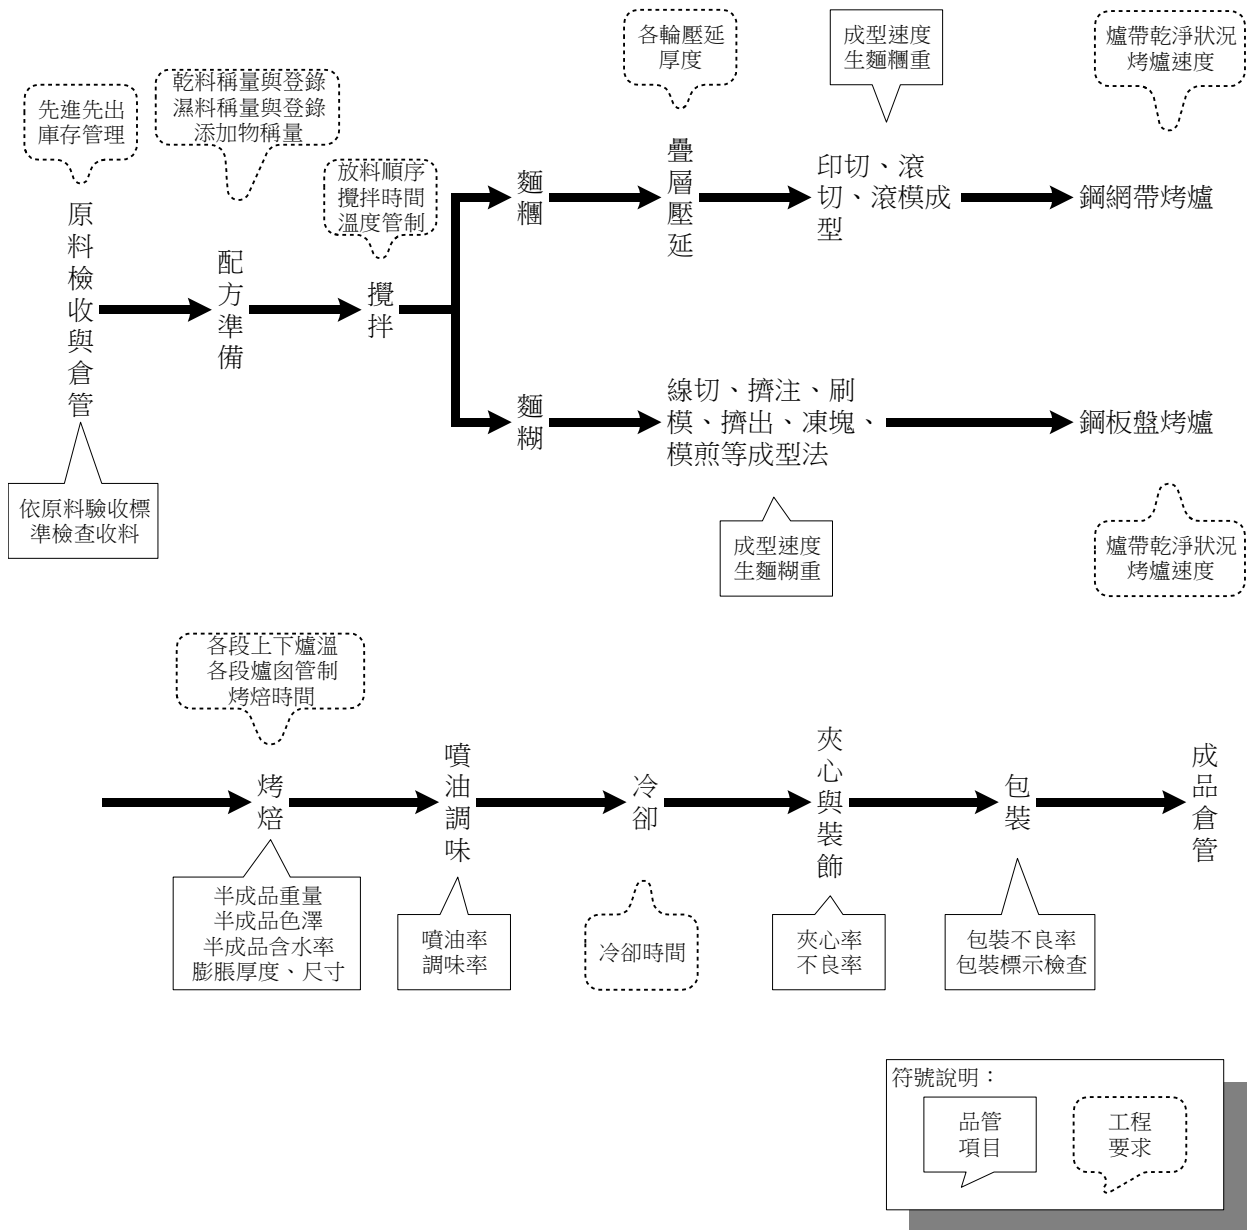 各輪壓延
厚度
成型速度
生麵糰重
爐帶乾淨狀況
烤爐速度
先進先出
庫存管理
乾料稱量與登錄
濕料稱量與登錄
添加物稱量
放料順序
攪拌時間
溫度管制
原料檢收與倉管
配方準備
攪拌
麵糰
疊層壓延
印切、滾
切、滾模成
型
鋼網帶烤爐
麵糊
線切、擠注、刷
模、擠出、凍塊、
模煎等成型法
鋼板盤烤爐
依原料驗收標
準檢查收料
成型速度
生麵糊重
爐帶乾淨狀況
烤爐速度
各段上下爐溫
各段爐囪管制
烤焙時間
烤焙
噴油調味
冷卻
夾心與裝飾
包裝
成品倉管
半成品重量
半成品色澤
半成品含水率
膨脹厚度、尺寸
噴油率
調味率
冷卻時間
夾心率
不良率
包裝不良率
包裝標示檢查
符號說明：
品管
項目
工程
要求